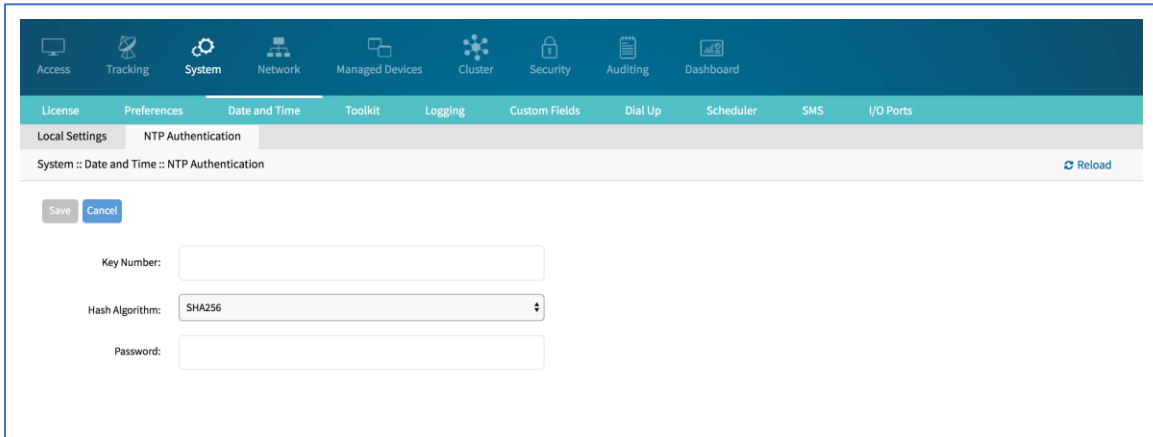 Access Tracking System Network Managed Devices Cluster Security Auditing Dashboard
License Preferences Date and Time Toolkit Logging Custom Fields Dial Up Scheduler SMS I/O Ports
Local Settings NTP Authentication
System :: Date and Time :: NTP Authentication Reload
Save Cancel
Key Number:
Hash Algorithm: SHA256
Password: